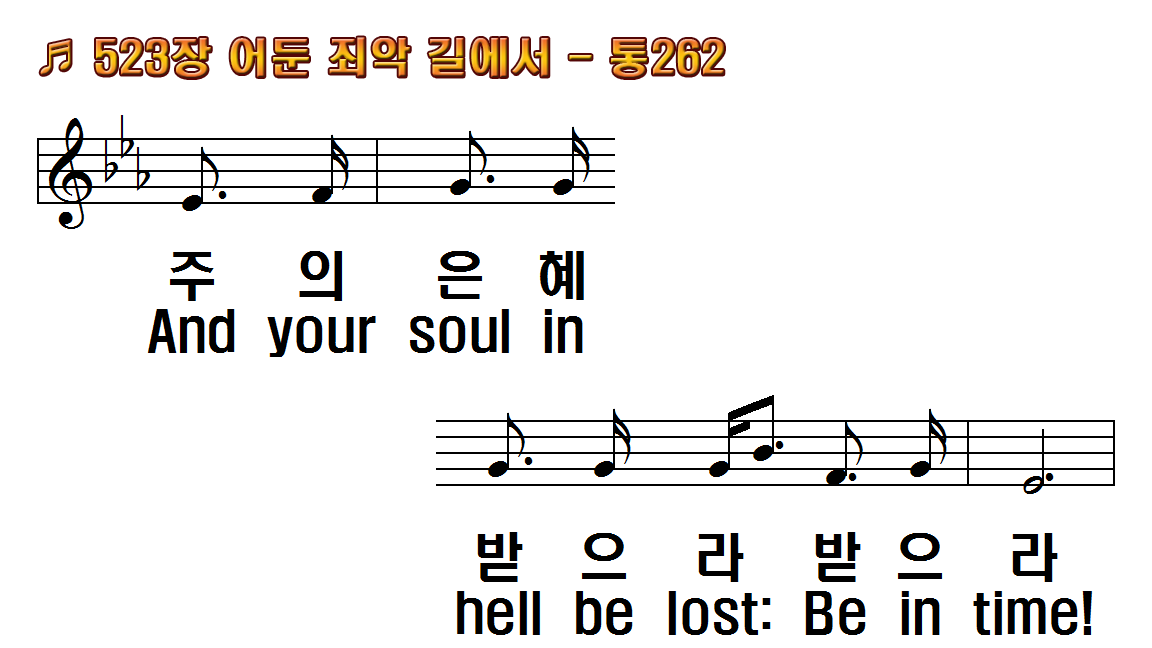 ♬ 523장 어둔 죄악 길에서 - 통262
주 의 은 혜
And your soul in
받 으 라 받 으 라
hell be lost: Be in time!